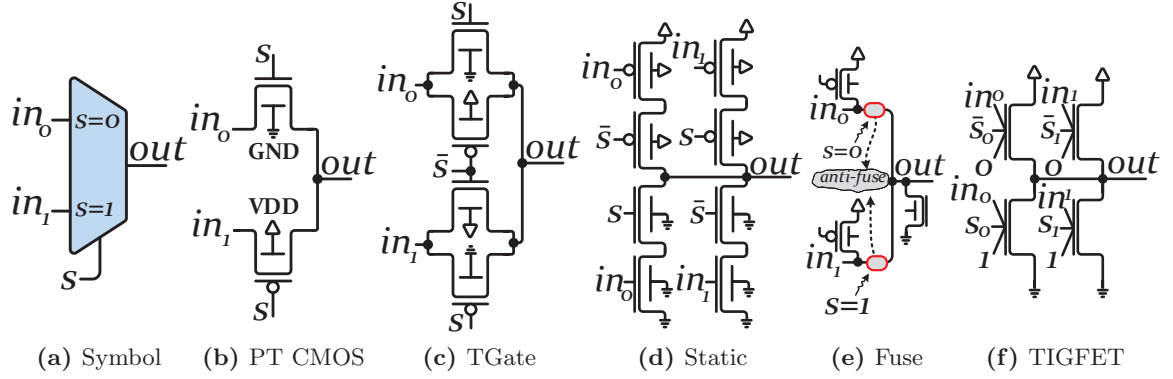 in₀
in₁
s=0
s=1
out
s
s
in₀
GND
VDD
in₁
out
s
s
in₀
s̄
in₁
out
s
in₀
in₁
s̄
s
out
s
s̄
in₀
in₁
in₀
s=0
anti-fuse
out
in₁
s=1
in₀
s̄₀
0
in₁
s̄₁
0
out
in₀
s₀
1
in₁
s₁
1
(a) Symbol
(b) PT CMOS
(c) TGate
(d) Static
(e) Fuse
(f) TIGFET